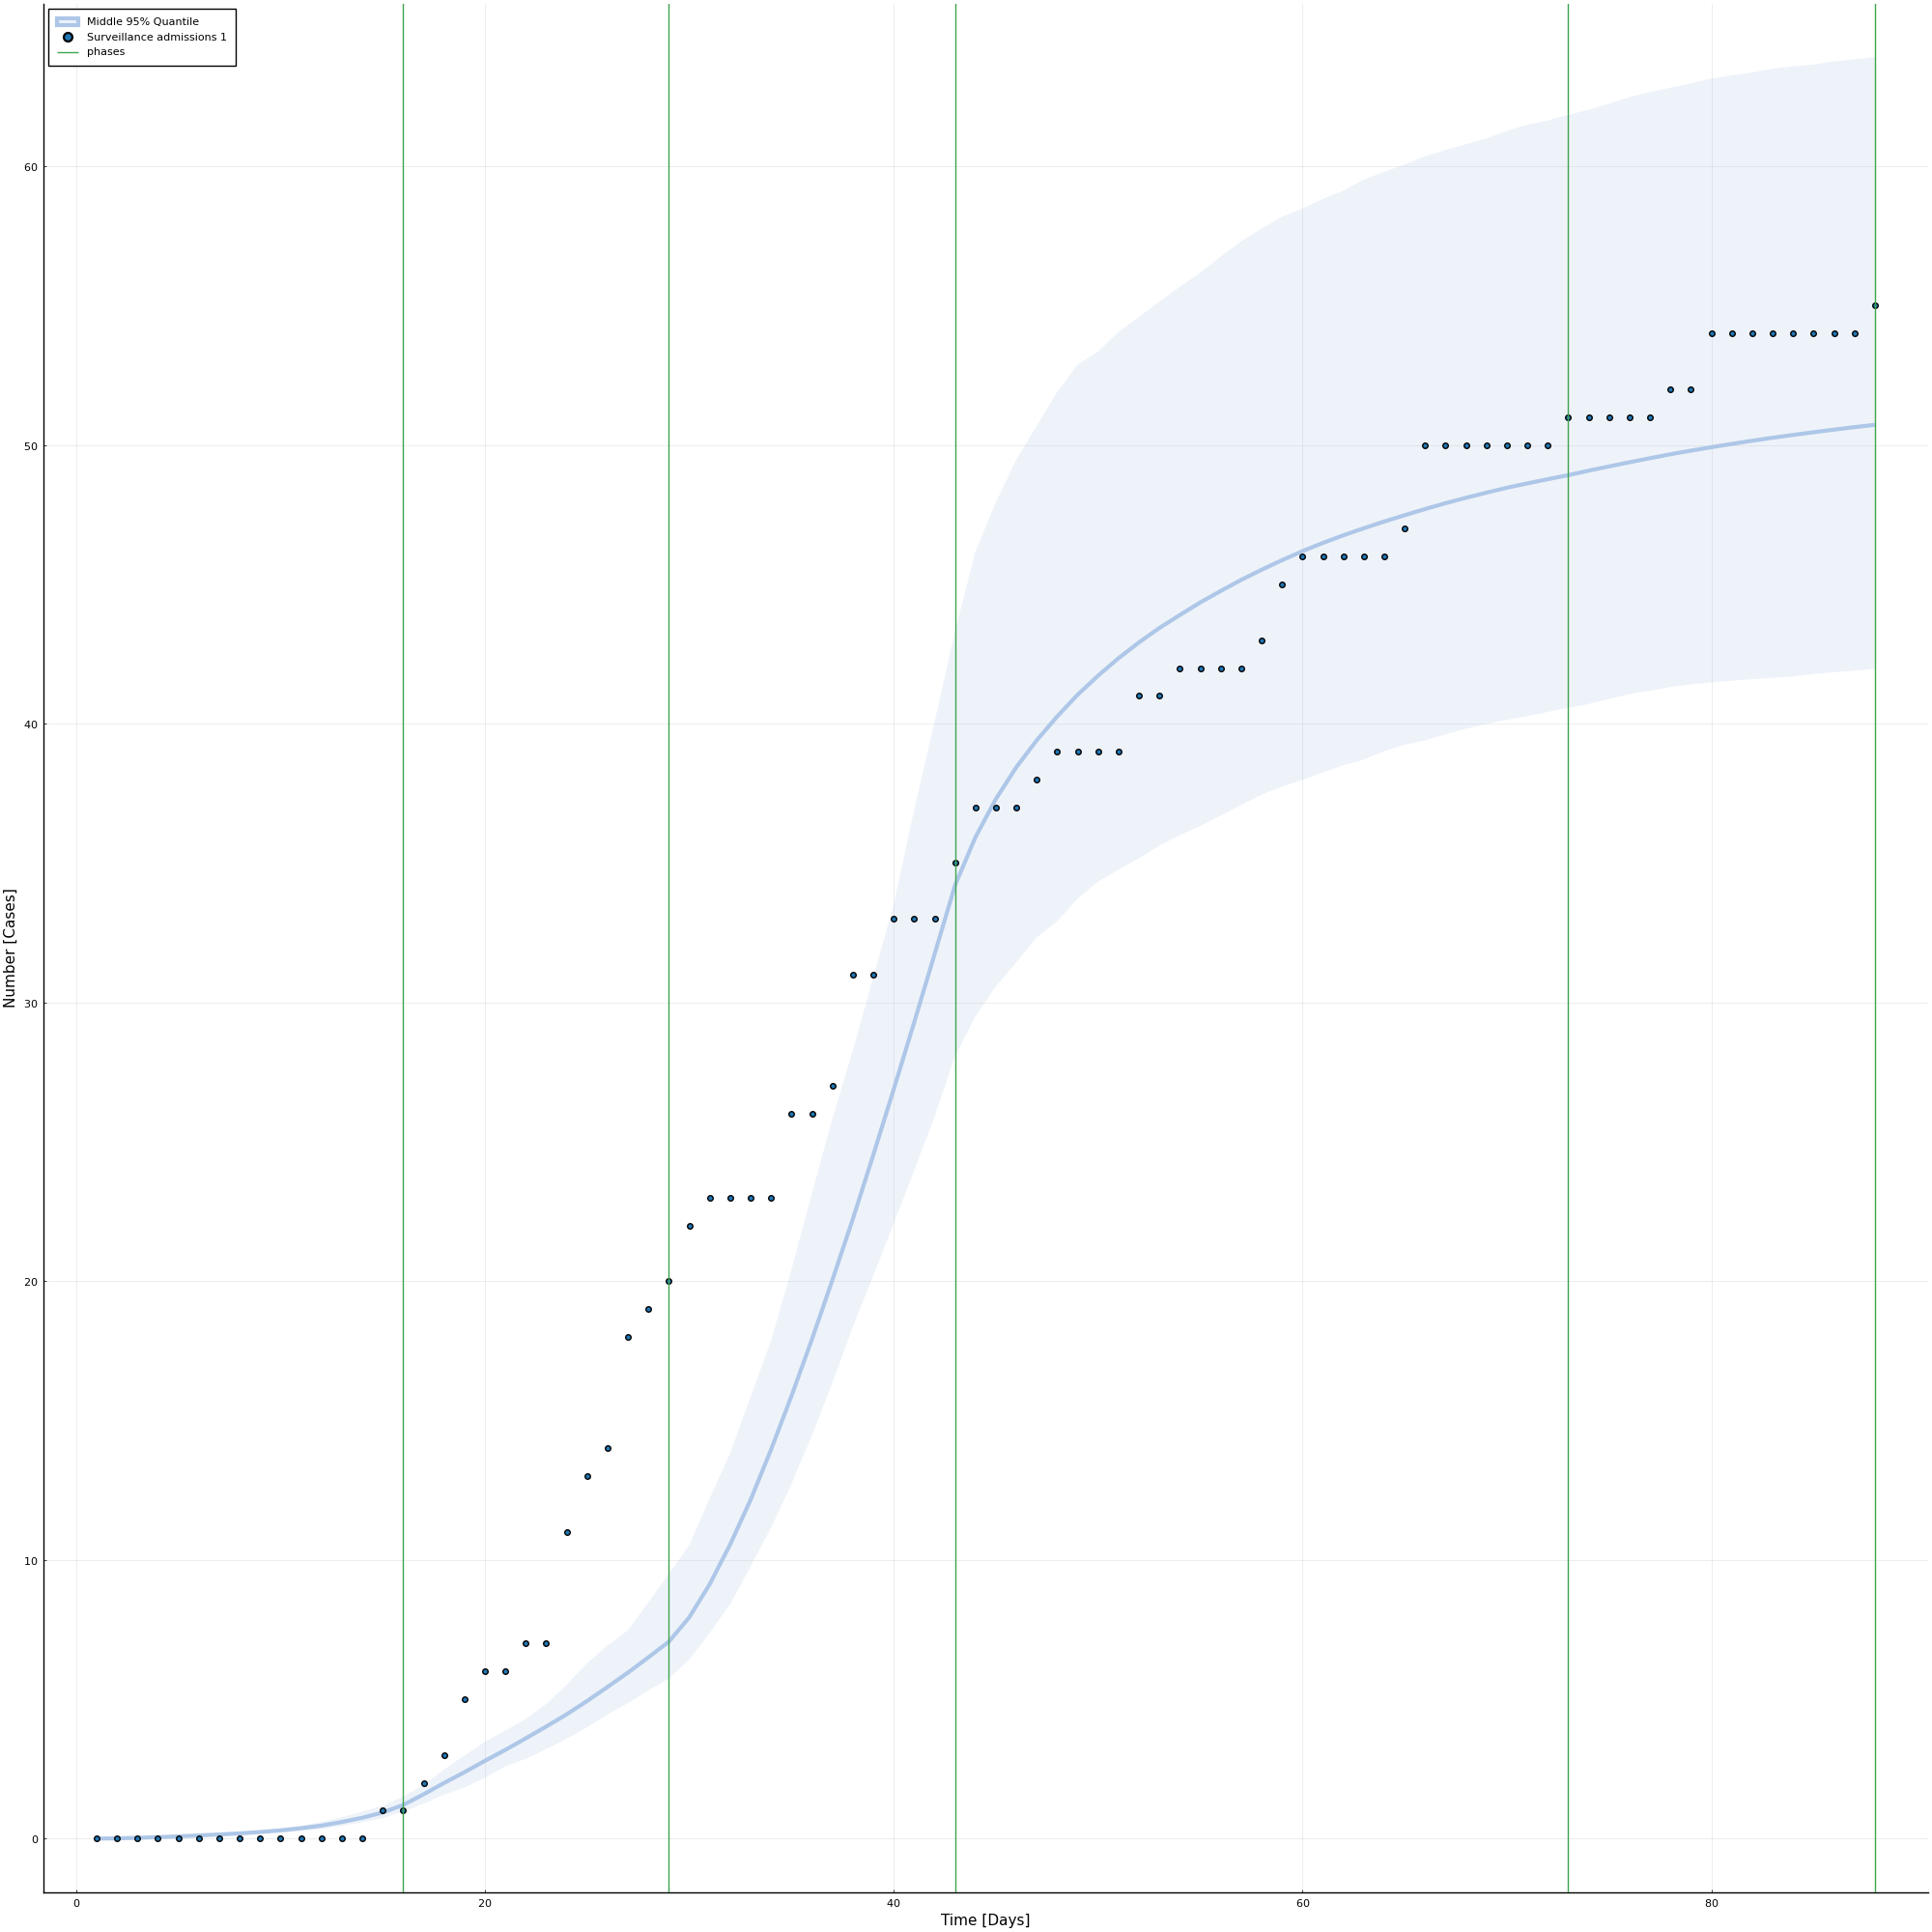 Middle 95% Quantile
Surveillance admissions 1
phases
60
50
40
30
20
10
0
Number [Cases]
0 20 40 60 80
Time [Days]